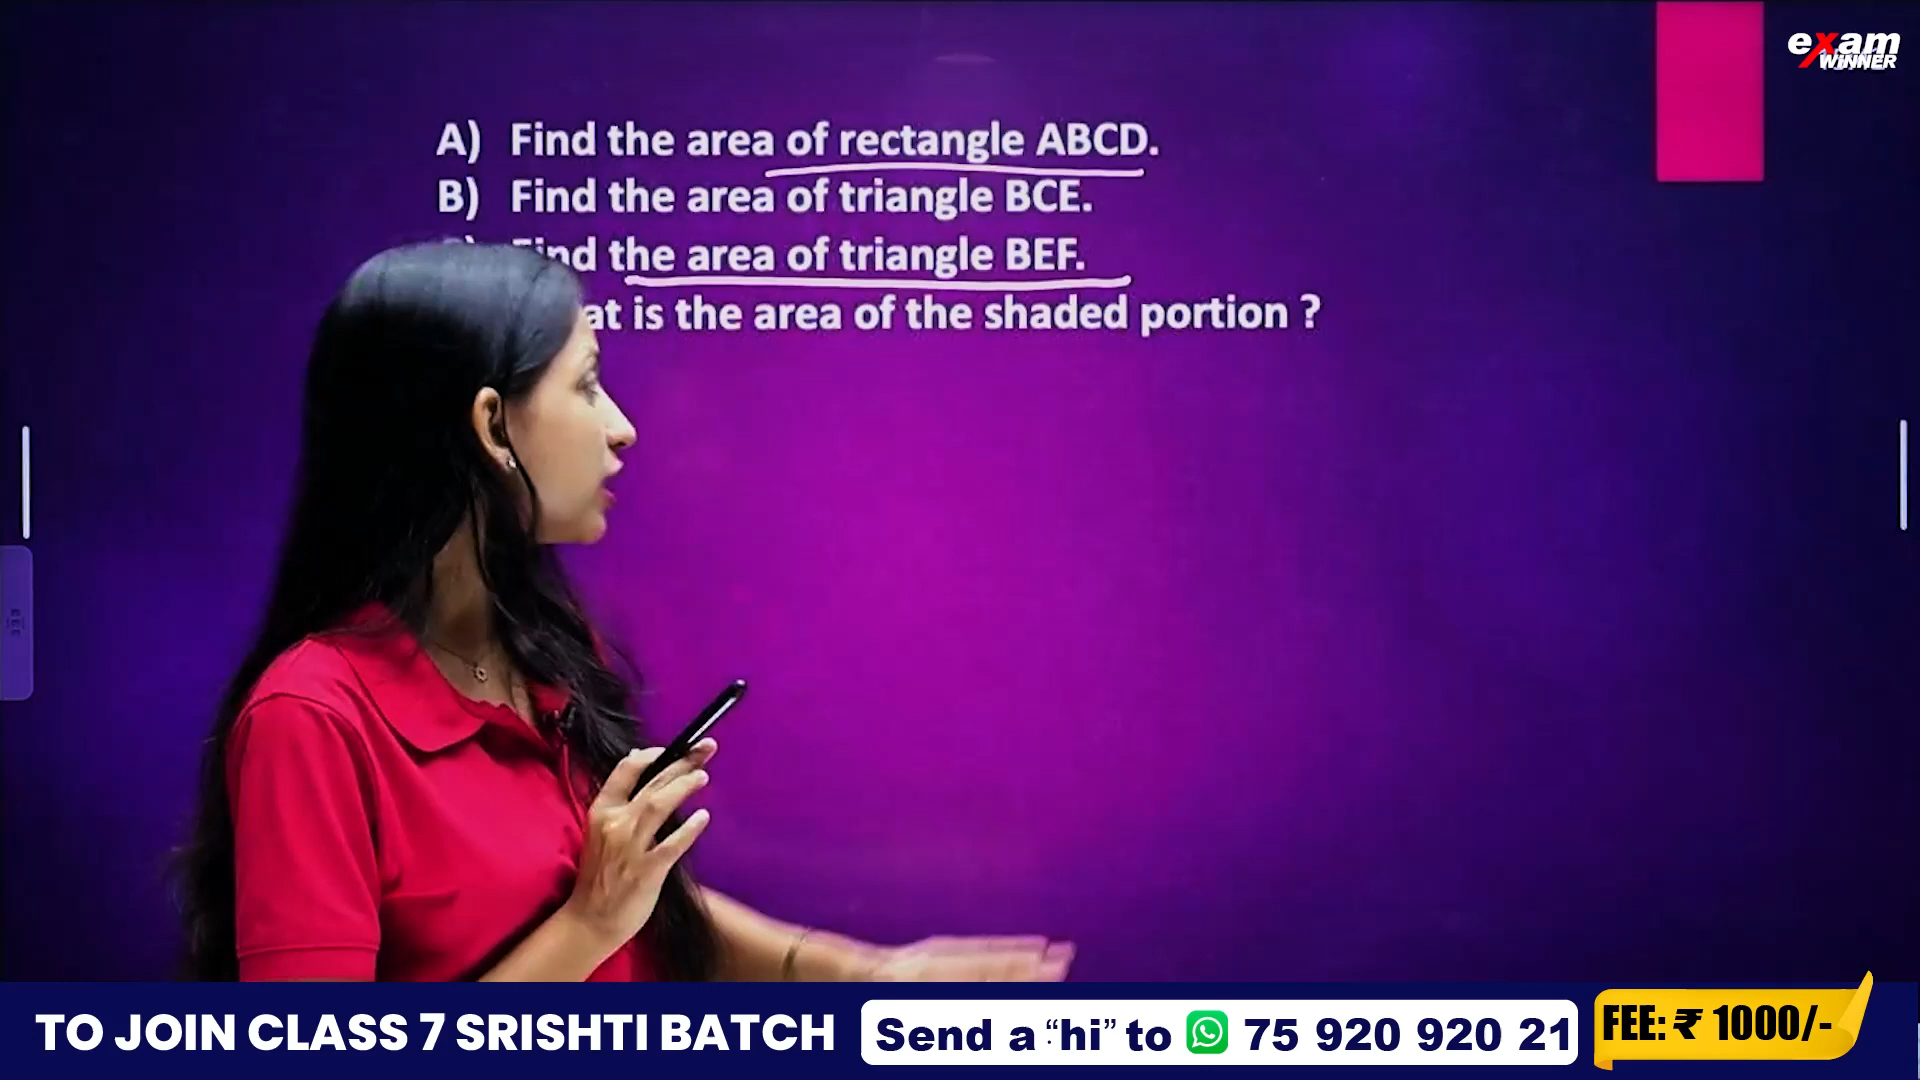 exam
WINNER
A) Find the area of rectangle ABCD.
B) Find the area of triangle BCE.
Find the area of triangle BEF.
is the area of the shaded portion ?
TO JOIN CLASS 7 SRISHTI BATCH
Send a “hi” to 75 920 920 21
FEE: ₹ 1000/-